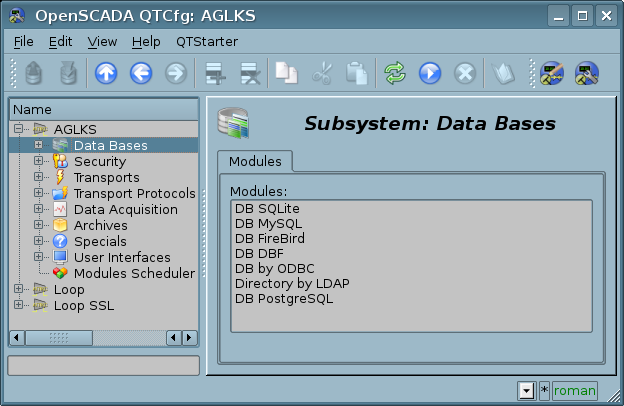 OpenSCADA QTCfg: AGLKS
File Edit View Help QTStarter
Name
AGLKS
Data Bases
Security
Transports
Transport Protocols
Data Acquisition
Archives
Specials
User Interfaces
Modules Scheduler
Loop
Loop SSL
Subsystem: Data Bases
Modules
Modules:
DB SQLite
DB MySQL
DB FireBird
DB DBF
DB by ODBC
Directory by LDAP
DB PostgreSQL
* roman